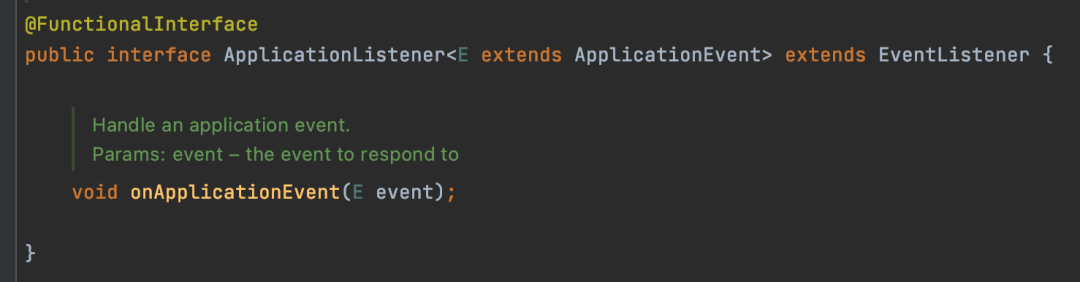 @FunctionalInterface
public interface ApplicationListener<E extends ApplicationEvent> extends EventListener {
Handle an application event.
Params: event – the event to respond to
void onApplicationEvent(E event);
}